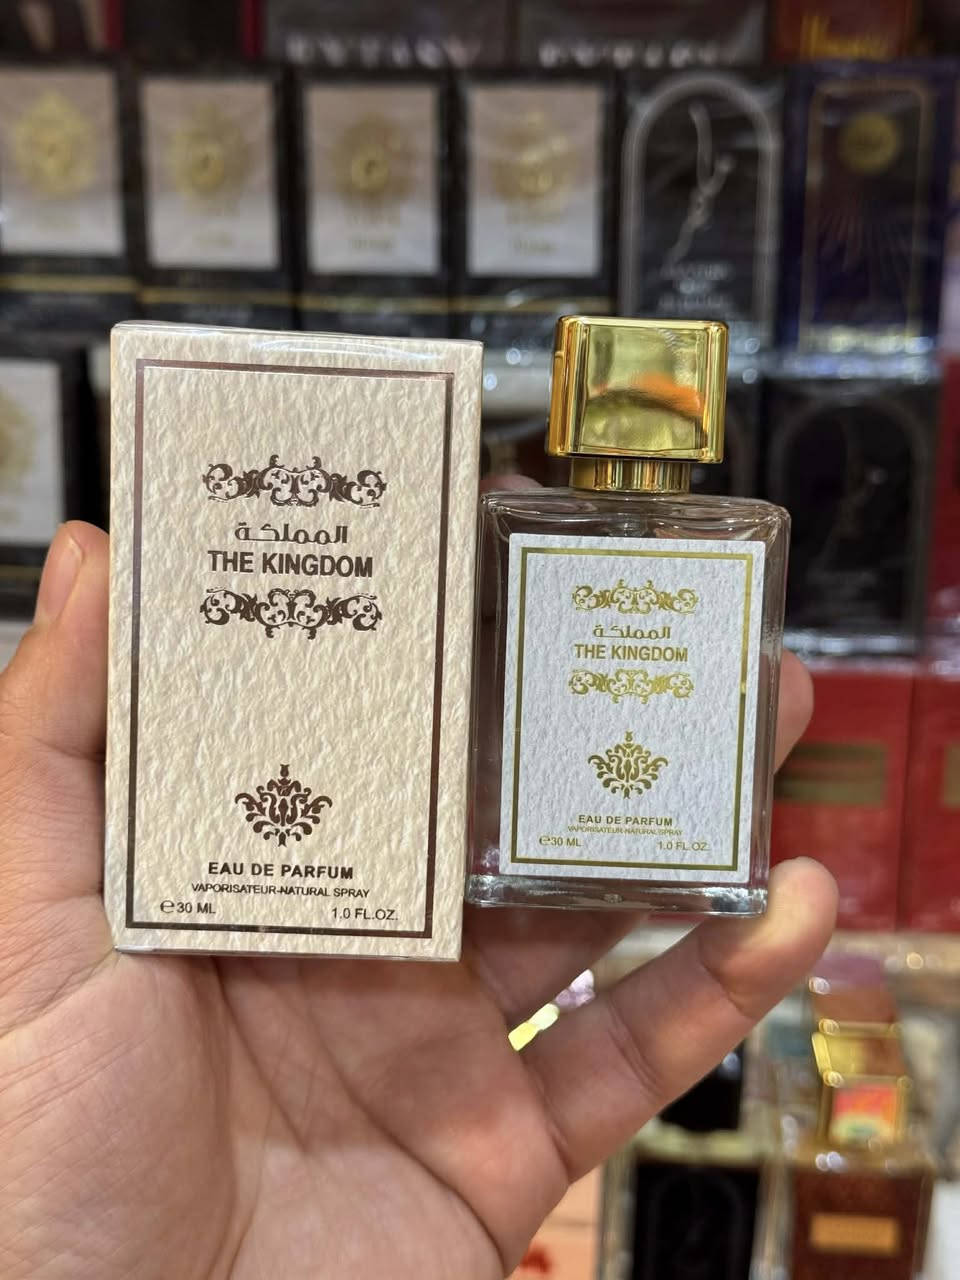 المملكة
THE KINGDOM
EAU DE PARFUM
VAPORISATEUR-NATURAL SPRAY
℮30 ML 1.0 FL.OZ.
المملكة
THE KINGDOM
EAU DE PARFUM
VAPORISATEUR-NATURAL SPRAY
℮30 ML 1.0 FL.OZ.